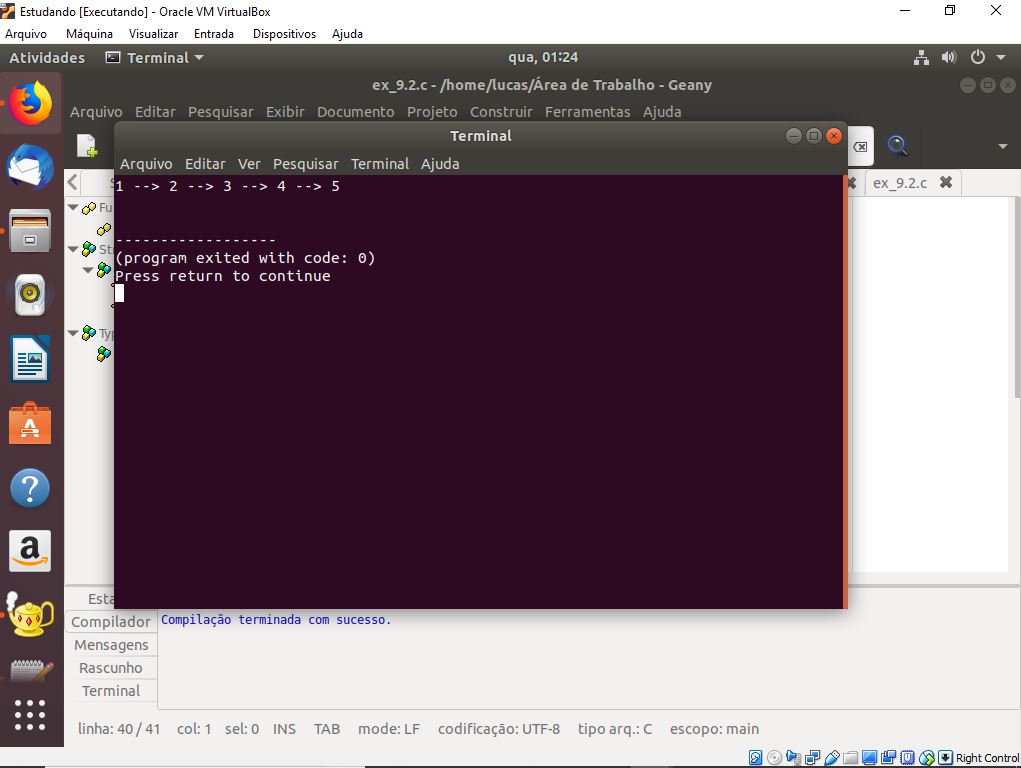 Estudando [Executando] - Oracle VM VirtualBox
Arquivo Máquina Visualizar Entrada Dispositivos Ajuda
Atividades Terminal qua, 01:24
ex_9.2.c - /home/lucas/Área de Trabalho - Geany
Arquivo Editar Pesquisar Exibir Documento Projeto Construir Ferramentas Ajuda
Terminal
Arquivo Editar Ver Pesquisar Terminal Ajuda
1 --> 2 --> 3 --> 4 --> 5
ex_9.2.c
------------------
(program exited with code: 0)
Press return to continue
Compilador
Compilação terminada com sucesso.
Mensagens
Rascunho
Terminal
linha: 40 / 41 col: 1 sel: 0 INS TAB mode: LF codificação: UTF-8 tipo arq.: C escopo: main
Right Control